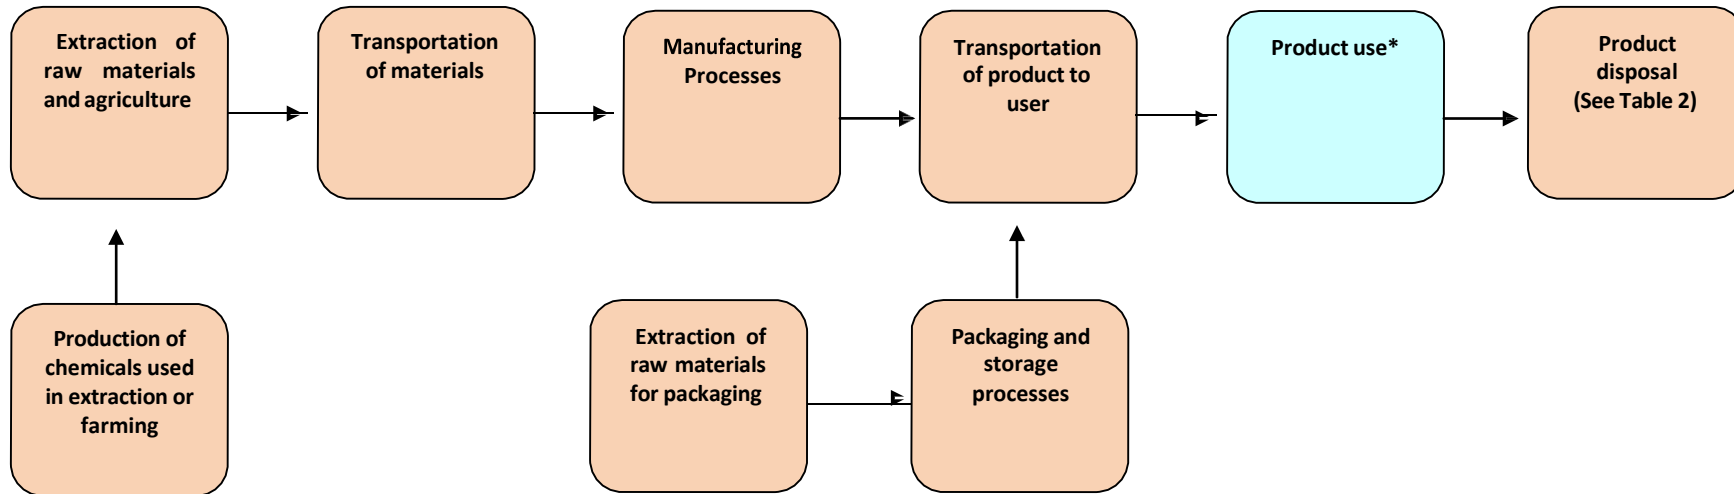 Extraction of
raw materials
and agriculture
Transportation
of materials
Manufacturing
Processes
Transportation
of product to
user
Product use*
Product
disposal
(See Table 2)
Production of
chemicals used
in extraction or
farming
Extraction of
raw materials
for packaging
Packaging and
storage
processes